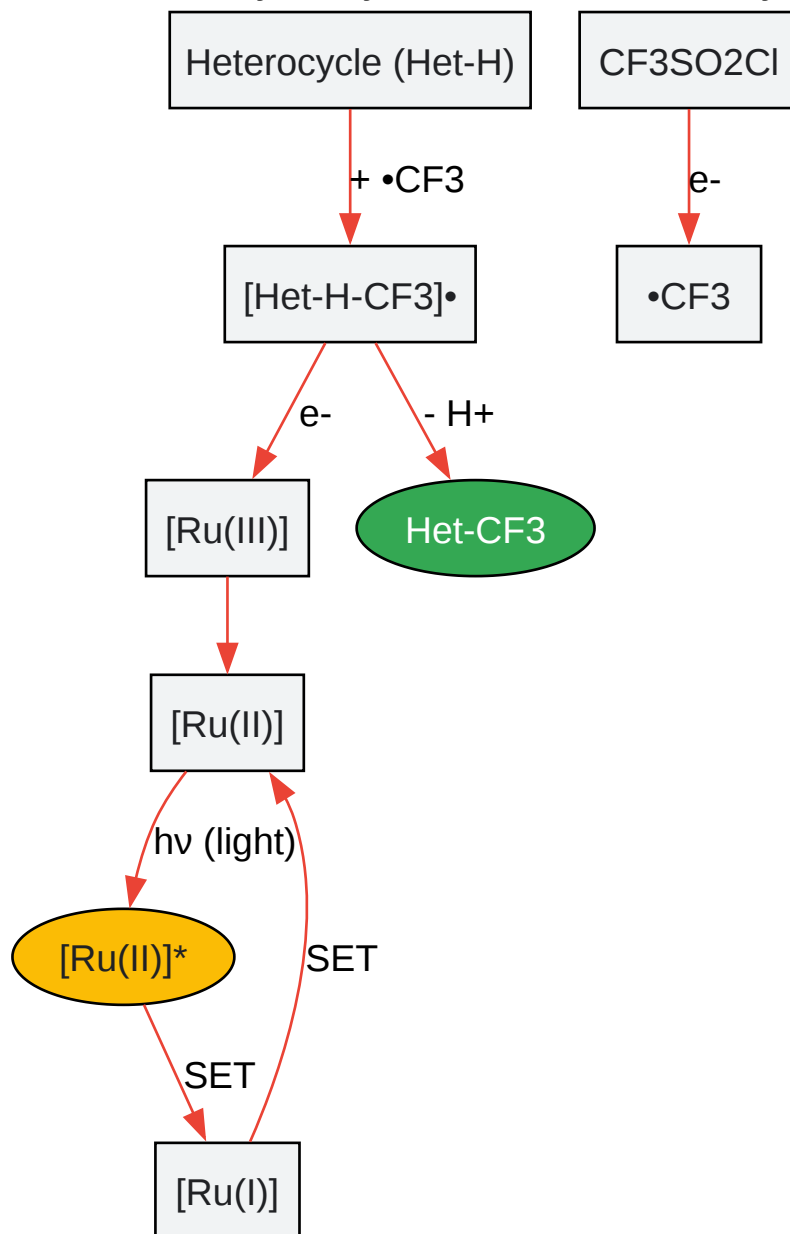 Heterocycle (Het-H)
CF3SO2Cl
+ •CF3
e-
[Het-H-CF3]•
•CF3
e-
- H+
[Ru(III)]
Het-CF3
[Ru(II)]
hν (light)
[Ru(II)]*
SET
SET
[Ru(I)]